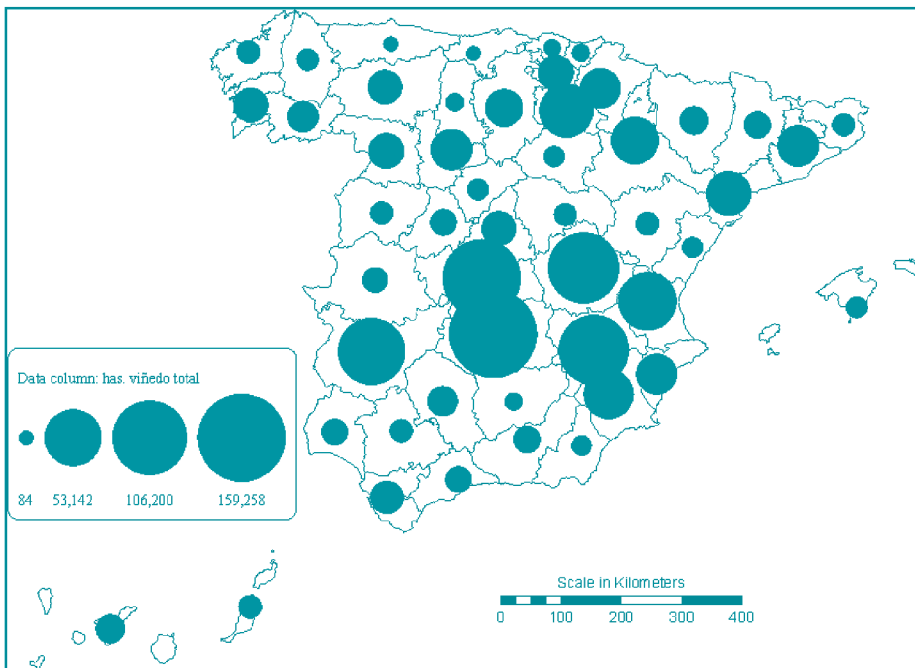 Data column: has. viñedo total
84 53,142 106,200 159,258
Scale in Kilometers
0 100 200 300 400